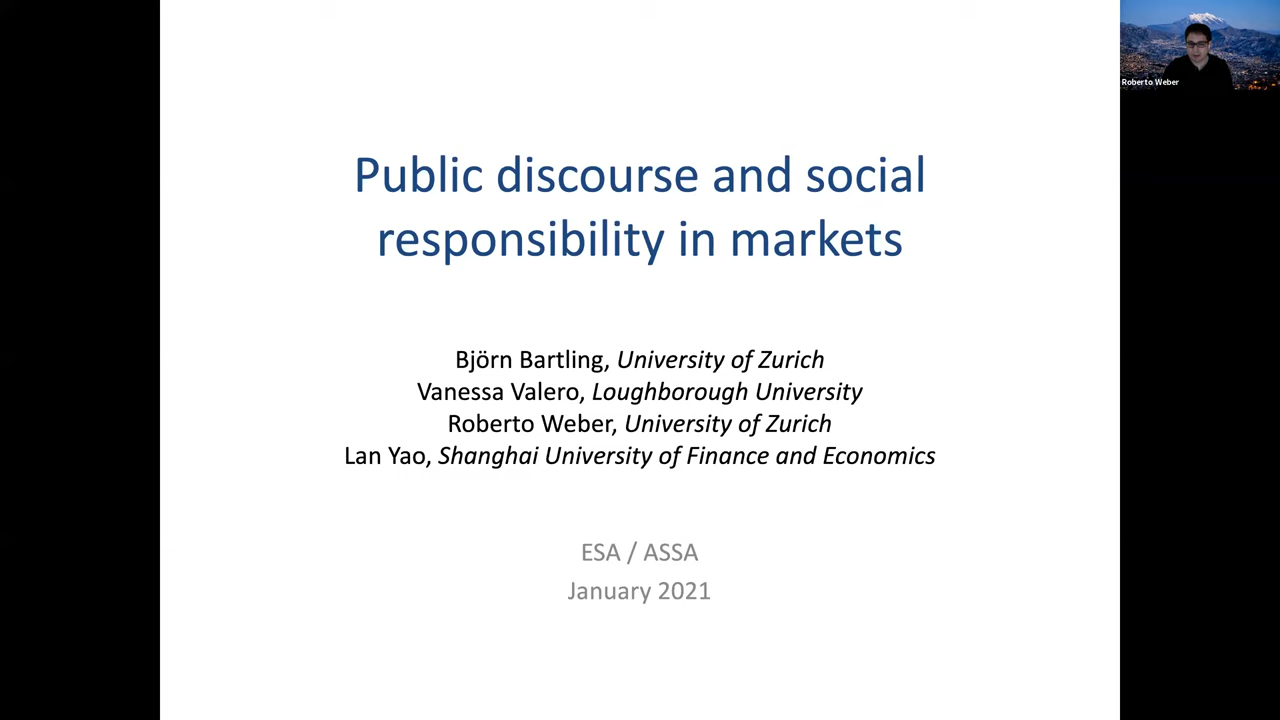 Public discourse and social
responsibility in markets
Björn Bartling, University of Zurich
Vanessa Valero, Loughborough University
Roberto Weber, University of Zurich
Lan Yao, Shanghai University of Finance and Economics
ESA / ASSA
January 2021
Roberto Weber